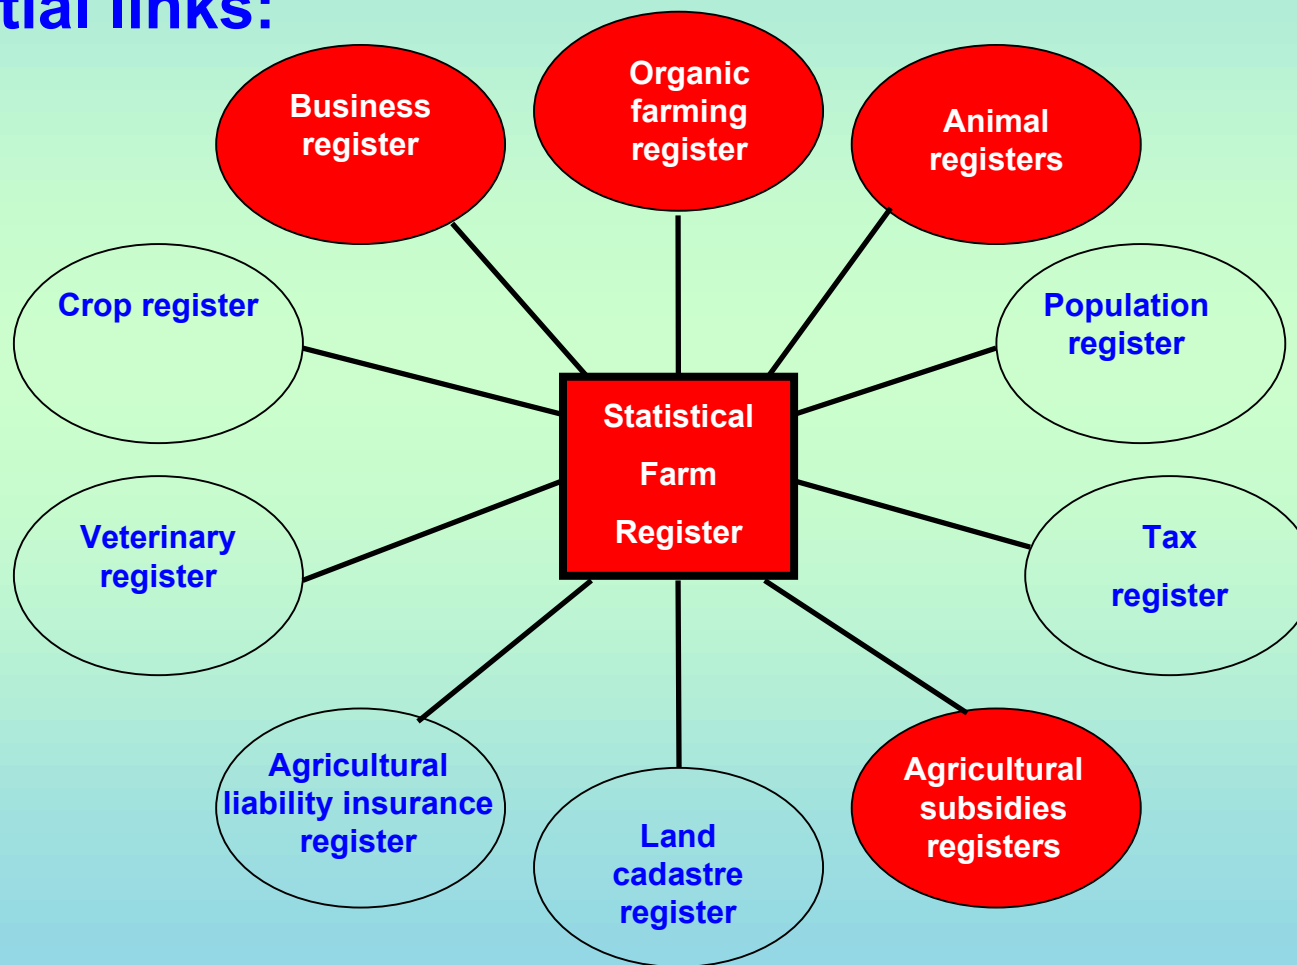 links:
Business
register
Organic
farming
register
Animal
registers
Crop register
Population
register
Statistical
Farm
Register
Veterinary
register
Tax
register
Agricultural
liability insurance
register
Land
cadastre
register
Agricultural
subsidies
registers